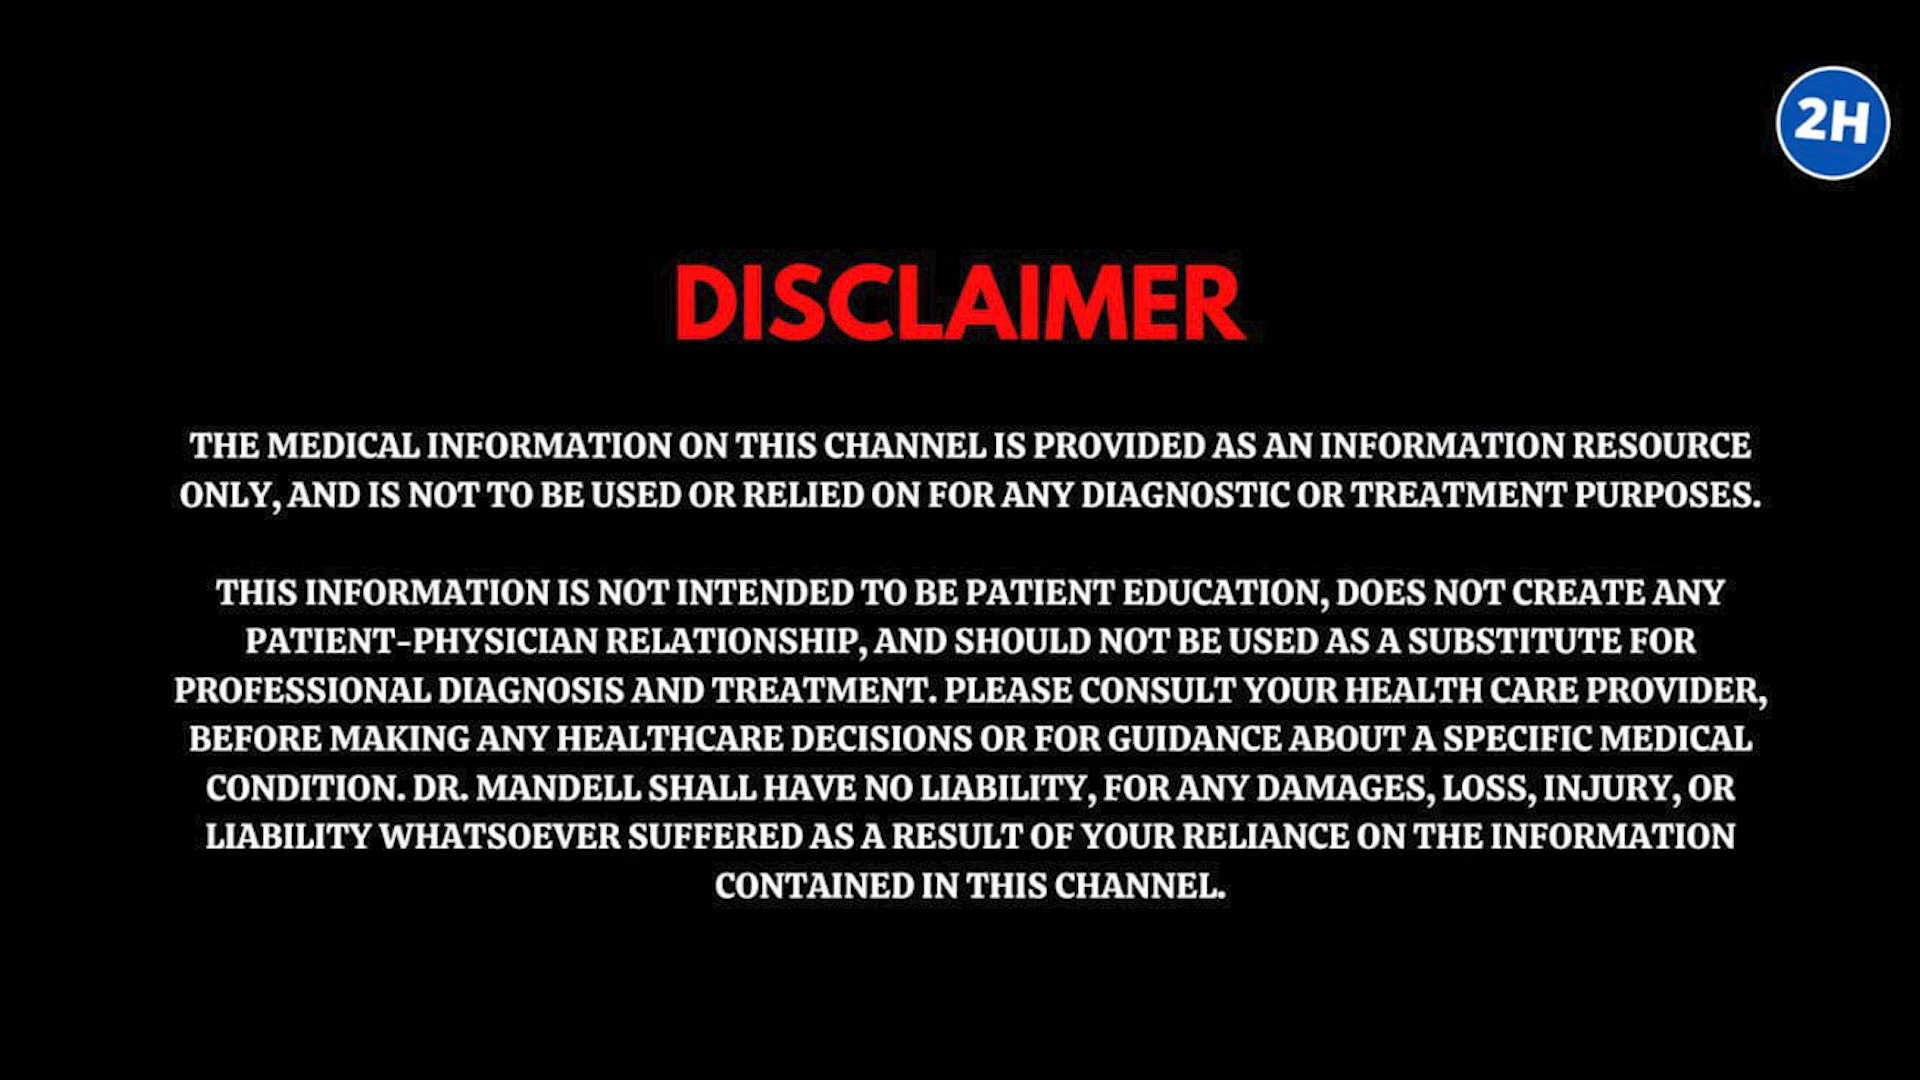 2H
DISCLAIMER
THE MEDICAL INFORMATION ON THIS CHANNEL IS PROVIDED AS AN INFORMATION RESOURCE
ONLY, AND IS NOT TO BE USED OR RELIED ON FOR ANY DIAGNOSTIC OR TREATMENT PURPOSES.
THIS INFORMATION IS NOT INTENDED TO BE PATIENT EDUCATION, DOES NOT CREATE ANY
PATIENT-PHYSICIAN RELATIONSHIP, AND SHOULD NOT BE USED AS A SUBSTITUTE FOR
PROFESSIONAL DIAGNOSIS AND TREATMENT. PLEASE CONSULT YOUR HEALTH CARE PROVIDER,
BEFORE MAKING ANY HEALTHCARE DECISIONS OR FOR GUIDANCE ABOUT A SPECIFIC MEDICAL
CONDITION. DR. MANDELL SHALL HAVE NO LIABILITY, FOR ANY DAMAGES, LOSS, INJURY, OR
LIABILITY WHATSOEVER SUFFERED AS A RESULT OF YOUR RELIANCE ON THE INFORMATION
CONTAINED IN THIS CHANNEL.